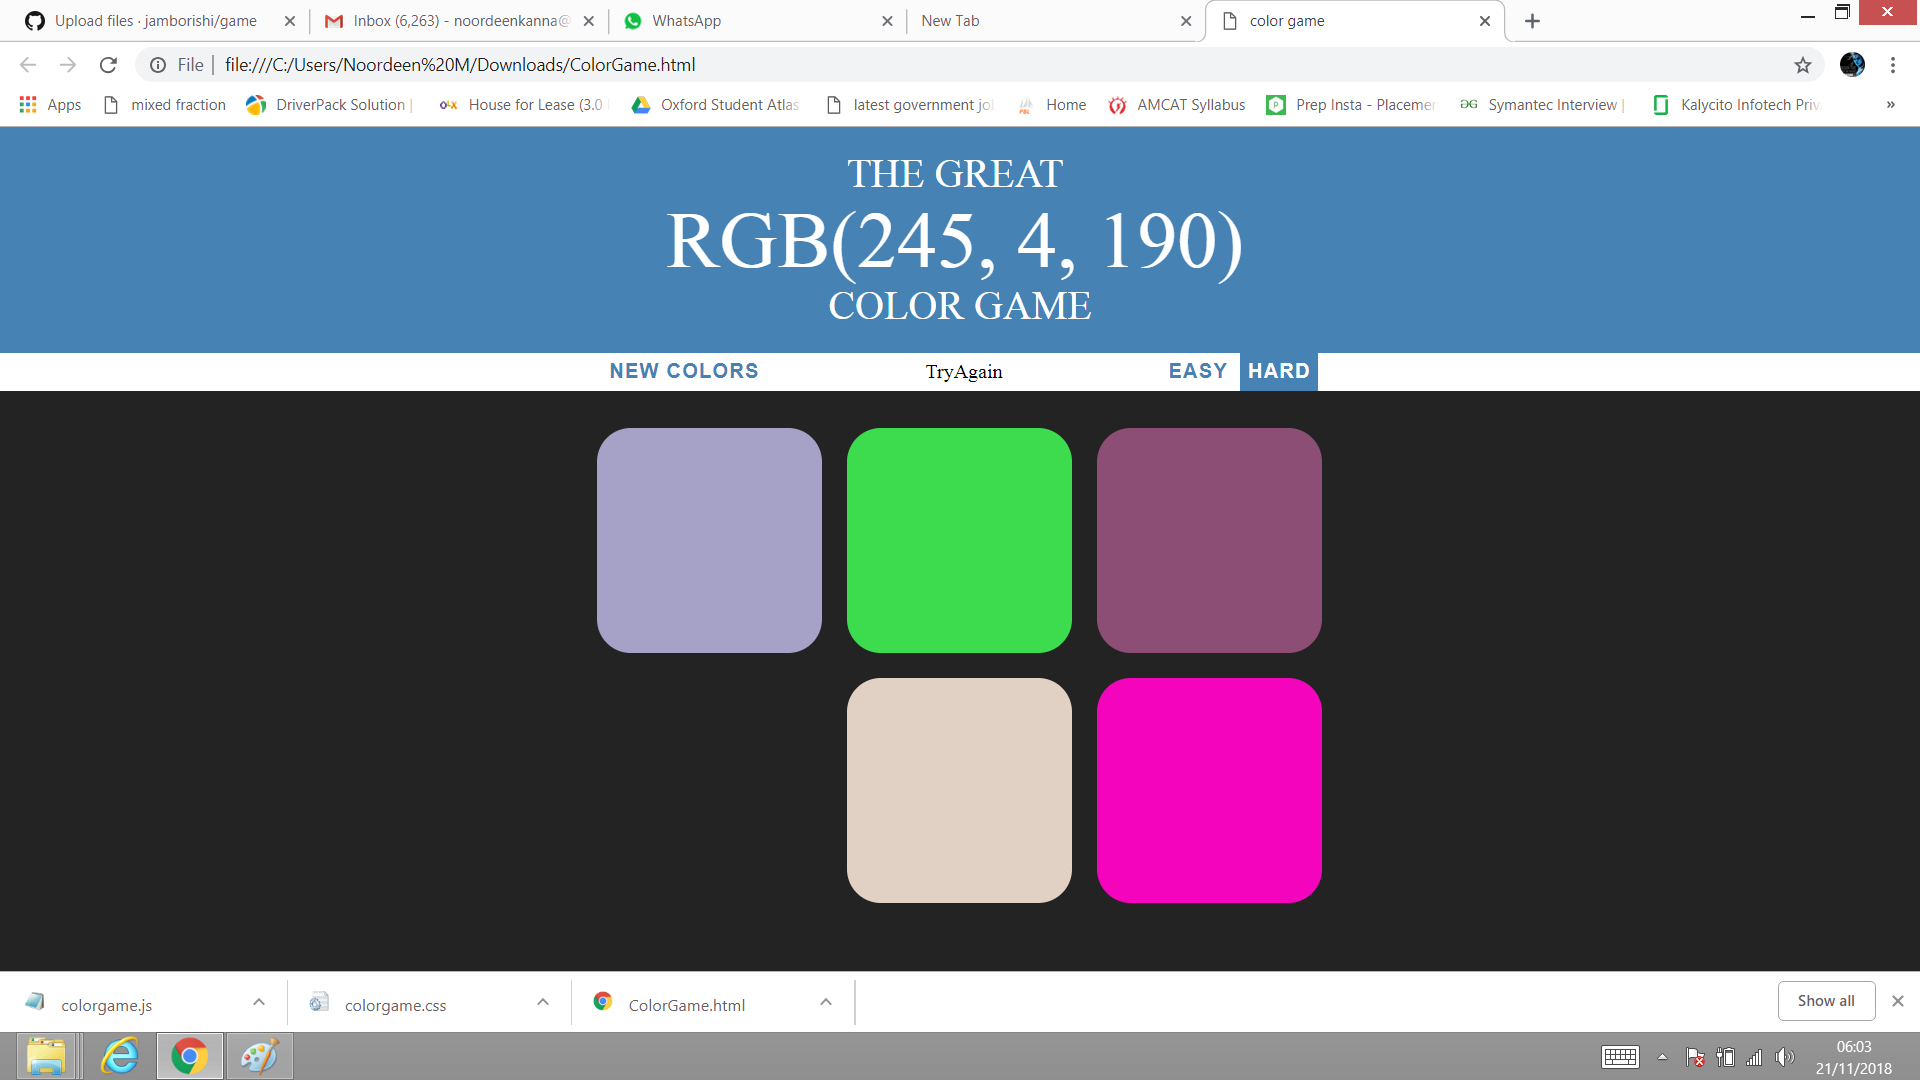 Upload files · jamborishi/game
Inbox (6,263) - noordeenkanna@
WhatsApp
New Tab
color game
File
file:///C:/Users/Noordeen%20M/Downloads/ColorGame.html
Apps
mixed fraction
DriverPack Solution |
OLX
House for Lease (3.0
Oxford Student Atlas
latest government jo
Home
AMCAT Syllabus
Prep Insta - Placemen
Symantec Interview |
Kalycito Infotech Priv
»
THE GREAT
RGB(245, 4, 190)
COLOR GAME
NEW COLORS
TryAgain
EASY
HARD
colorgame.js
colorgame.css
ColorGame.html
Show all
06:03
21/11/2018